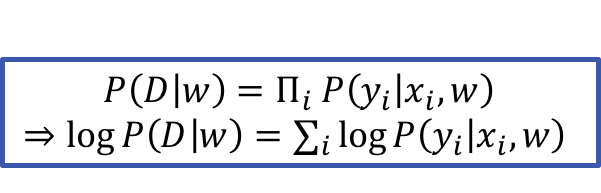 P(D|w) = Π_i P(y_i|x_i, w)
⇒ log P(D|w) = ∑_i log P(y_i|x_i, w)